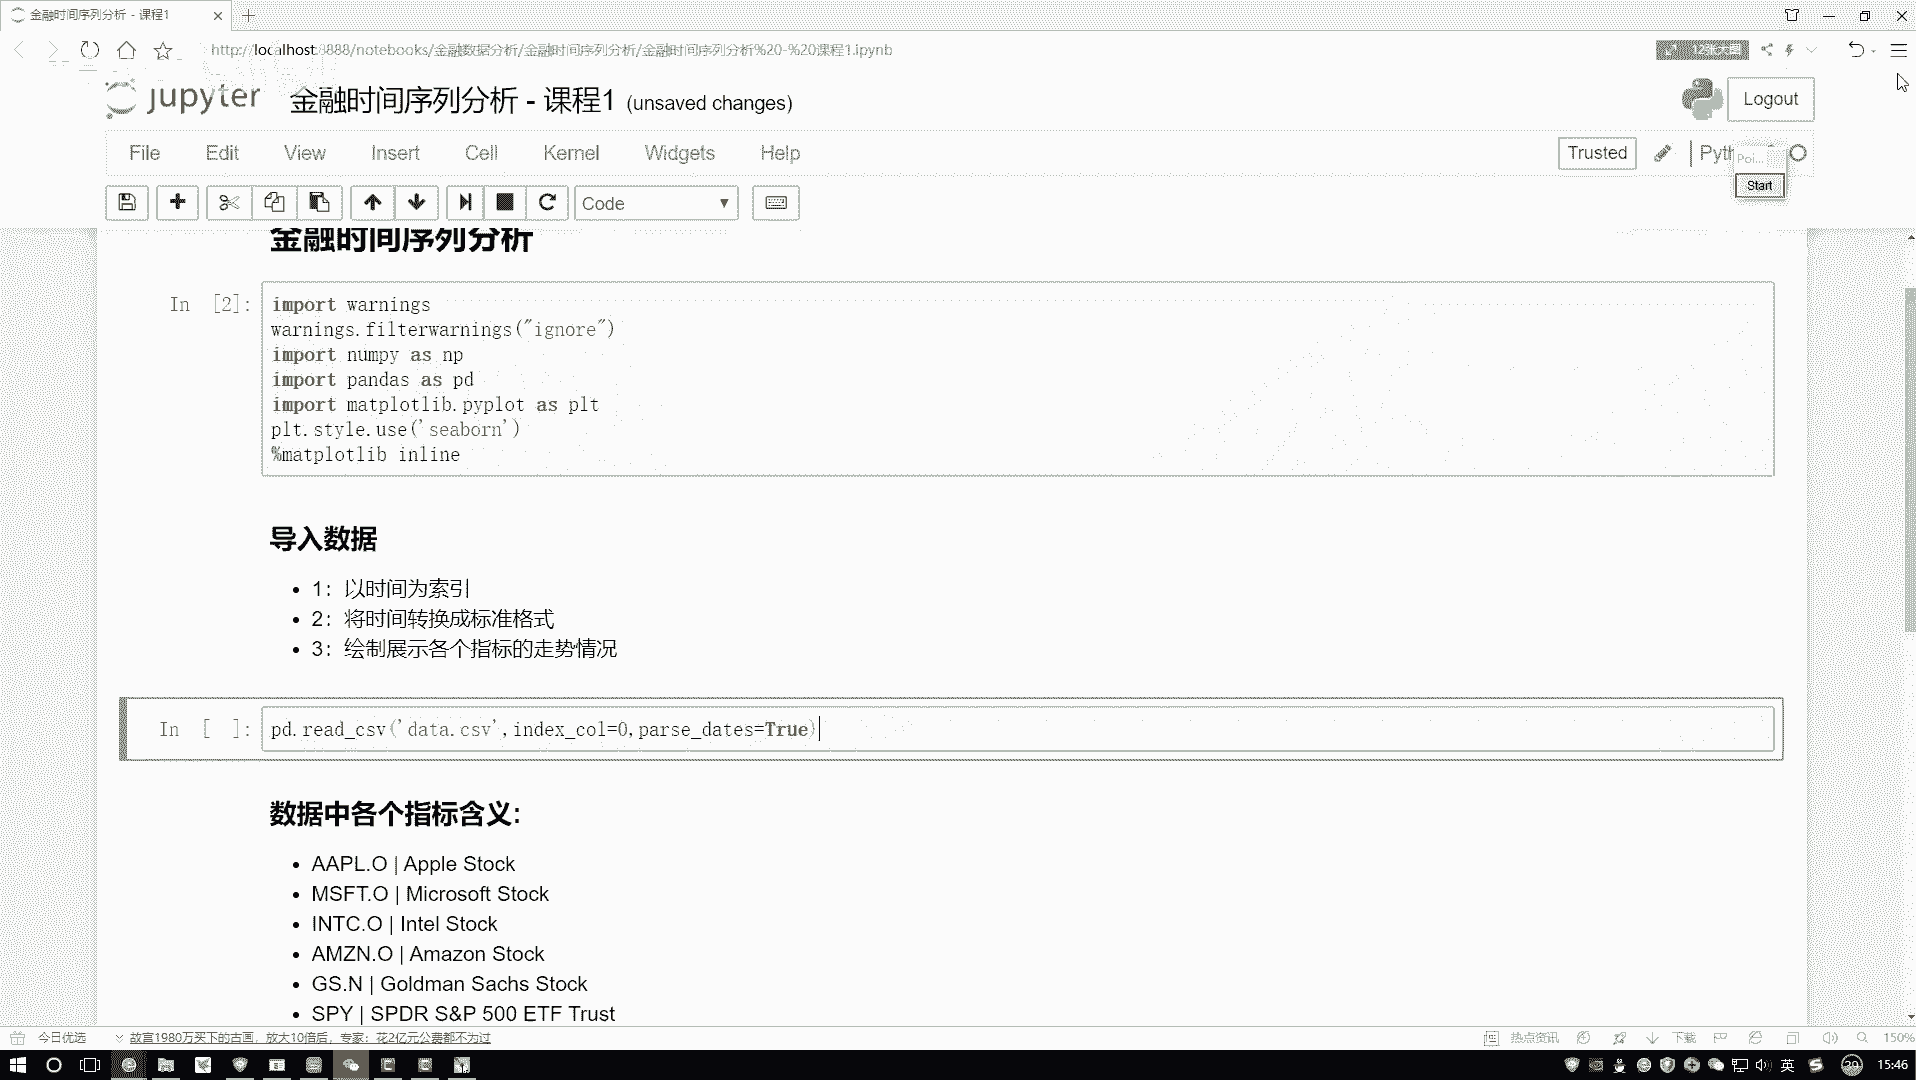 金融时间序列分析 - 课程1
http://localhost:8888/notebooks/金融数据分析/金融时间序列分析/金融时间序列分析%20-%20课程1.ipynb
jupyter 金融时间序列分析 - 课程1 (unsaved changes)
Logout
File Edit View Insert Cell Kernel Widgets Help
Trusted
Poi...
Start
Code
金融时间序列分析
In [2]:
import warnings
warnings.filterwarnings("ignore")
import numpy as np
import pandas as pd
import matplotlib.pyplot as plt
plt.style.use('seaborn')
%matplotlib inline
导入数据
1：以时间为索引
2：将时间转换成标准格式
3：绘制展示各个指标的走势情况
In [ ]:
pd.read_csv('data.csv',index_col=0,parse_dates=True)
数据中各个指标含义:
AAPL.O | Apple Stock
MSFT.O | Microsoft Stock
INTC.O | Intel Stock
AMZN.O | Amazon Stock
GS.N | Goldman Sachs Stock
SPY | SPDR S&P 500 ETF Trust
今日优选
故宫1980万买下的古画，放大10倍后，专家：花2亿元公费都不为过
热点资讯
下载
150%
英
15:46